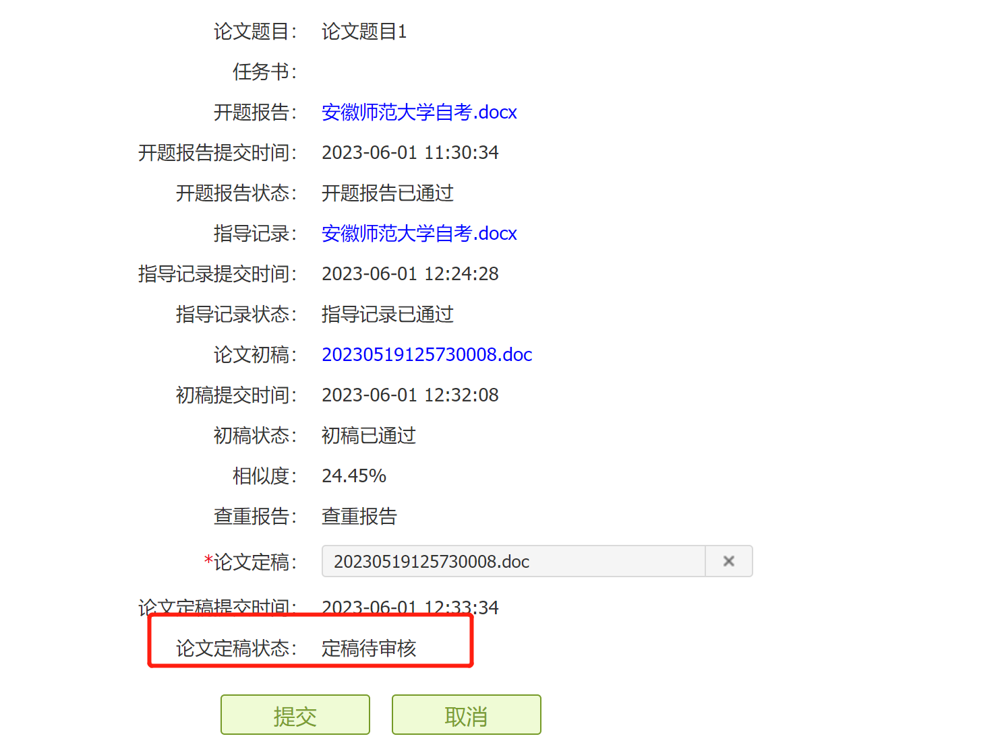 论文题目： 论文题目1
任务书：
开题报告： 安徽师范大学自考.docx
开题报告提交时间： 2023-06-01 11:30:34
开题报告状态： 开题报告已通过
指导记录： 安徽师范大学自考.docx
指导记录提交时间： 2023-06-01 12:24:28
指导记录状态： 指导记录已通过
论文初稿： 20230519125730008.doc
初稿提交时间： 2023-06-01 12:32:08
初稿状态： 初稿已通过
相似度： 24.45%
查重报告： 查重报告
*论文定稿： 20230519125730008.doc
论文定稿提交时间： 2023-06-01 12:33:34
论文定稿状态： 定稿待审核
提交 取消